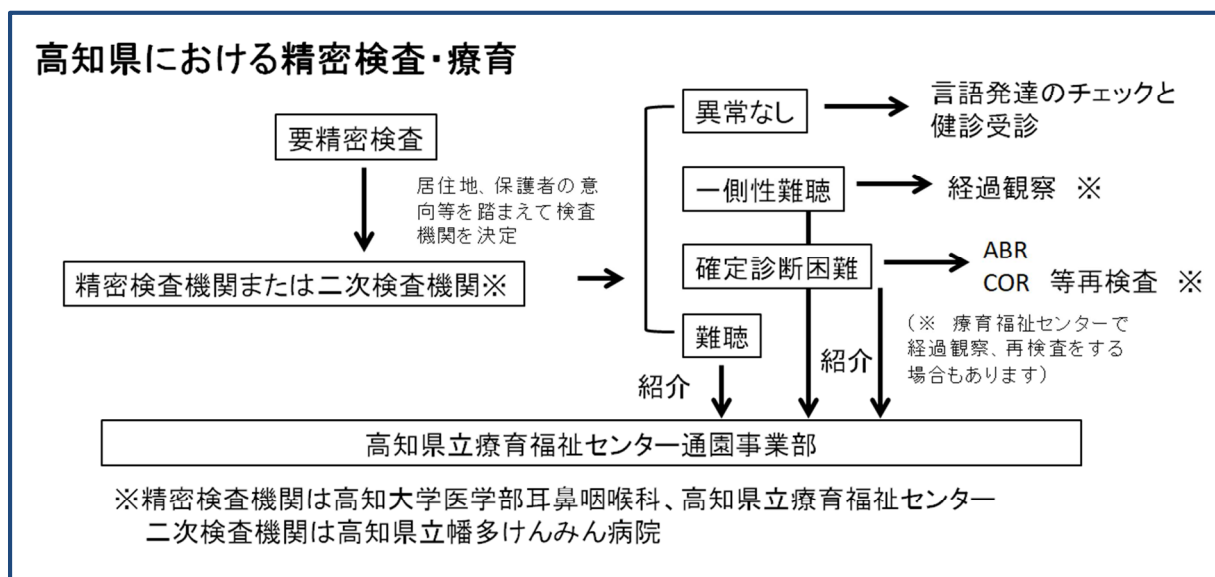 高知県における精密検査・療育
要精密検査
居住地、保護者の意
向等を踏まえて検査
機関を決定
精密検査機関または二次検査機関※
異常なし
言語発達のチェックと
健診受診
一側性難聴
経過観察 ※
確定診断困難
ABR
COR 等再検査 ※
(※ 療育福祉センターで
経過観察、再検査をする
場合もあります)
難聴
紹介
紹介
高知県立療育福祉センター通園事業部
※精密検査機関は高知大学医学部耳鼻咽喉科、高知県立療育福祉センター
二次検査機関は高知県立幡多けんみん病院